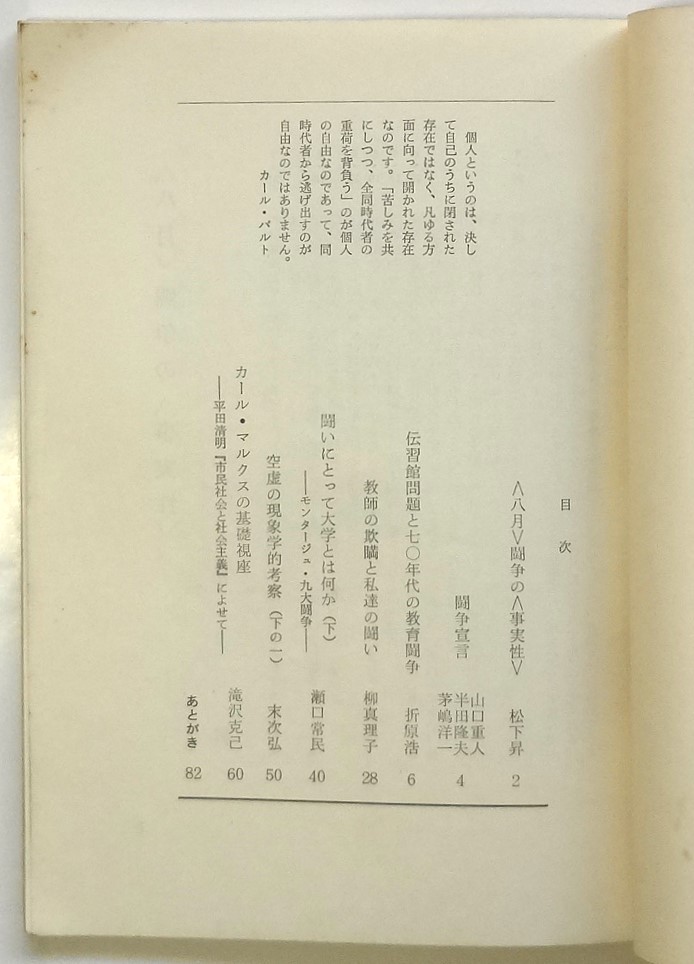 目次
＜八月＞闘争の＜事実性＞　松下昇　2
闘争宣言　山口重人
半田隆夫
茅嶋洋一　4
伝習館問題と七〇年代の教育闘争　折原浩　6
教師の欺瞞と私達の闘い　柳真理子　28
闘いにとって大学とは何か（下）
――モンタージュ・九大闘争――　瀬口常民　40
空虚の現象学的考察（下の一）　末次弘　50
カール・マルクスの基礎視座
――平田清明『市民社会と社会主義』によせて――　滝沢克己　60
あとがき　82
個人というのは、決し
て自己のうちに閉された
存在ではなく、凡ゆる方
面に向って開かれた存在
なのです。「苦しみを共
にしつつ、全同時代者の
重荷を背負う」のが個人
の自由なのであって、同
時代者から逃げ出すのが
自由なのではありません。
カール・バルト